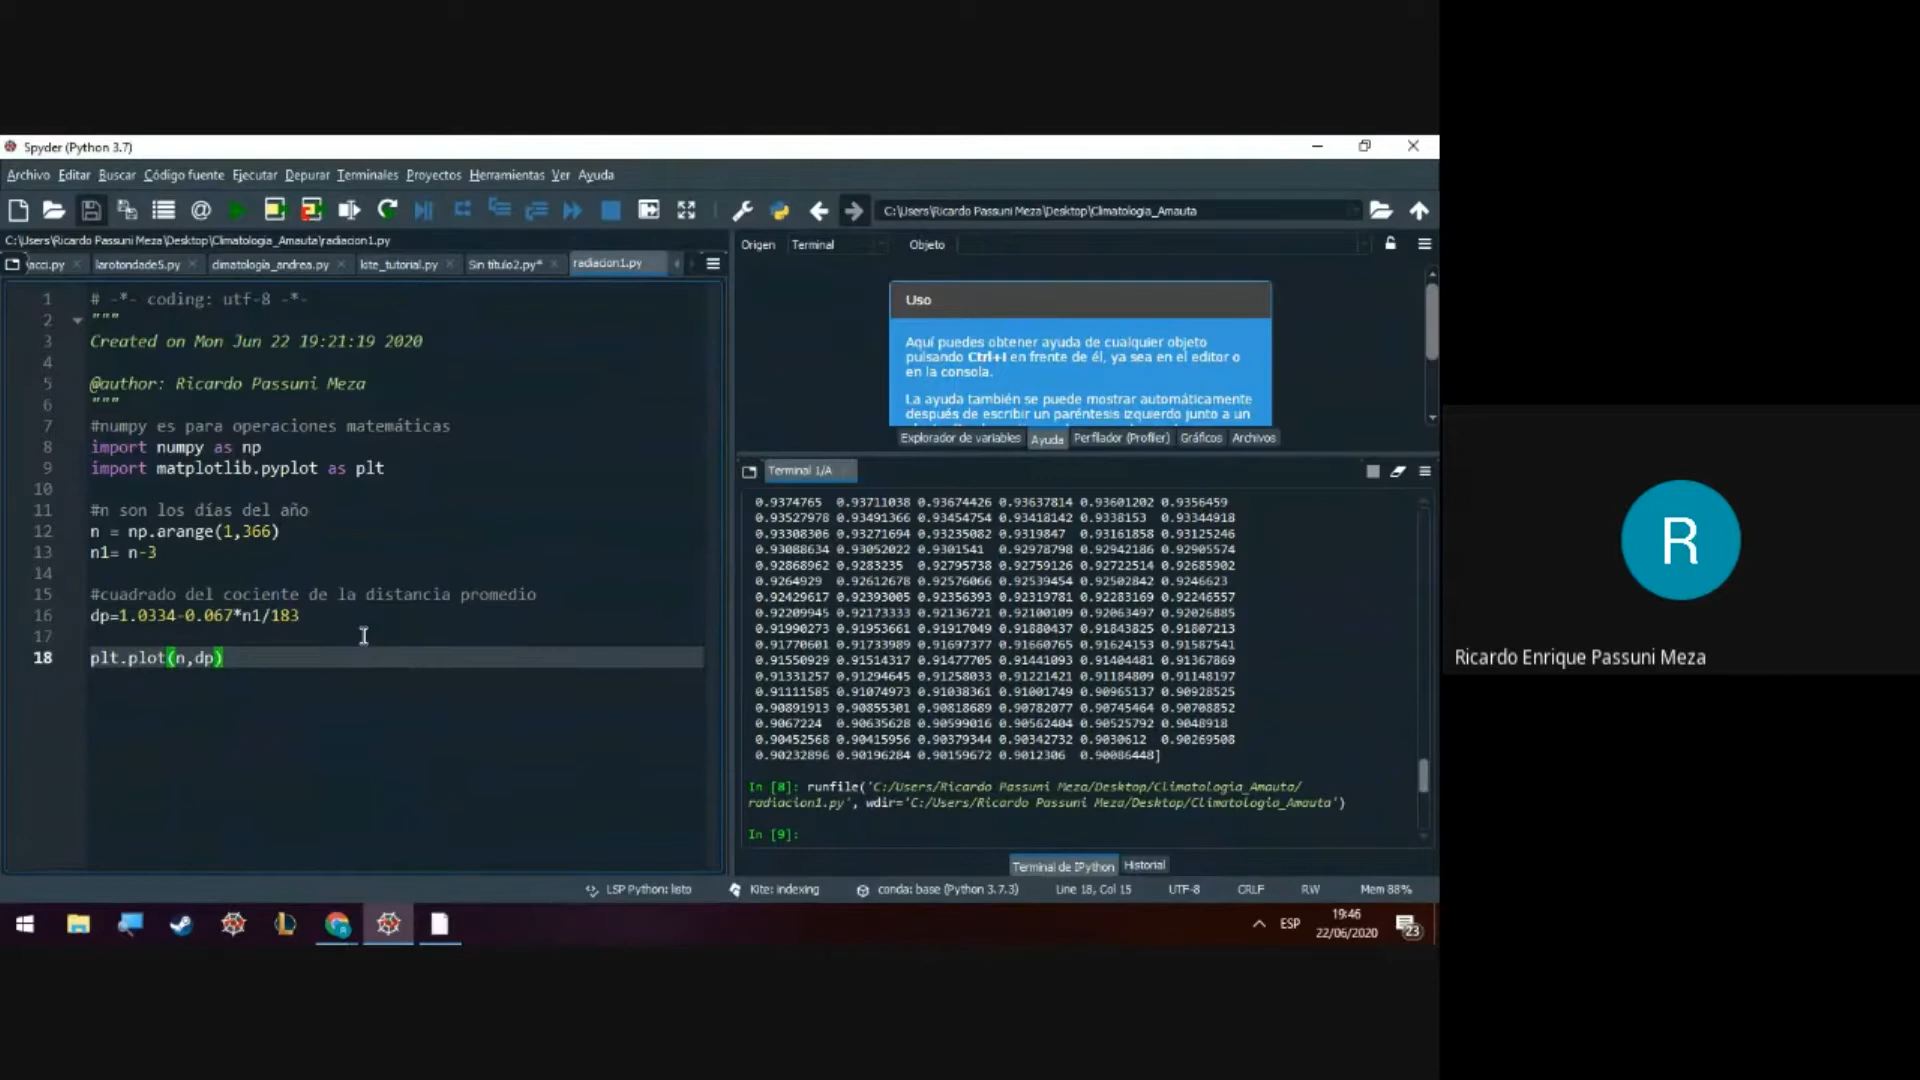 Spyder (Python 3.7)
Archivo Editar Buscar Código fuente Ejecutar Depurar Terminales Proyectos Herramientas Ver Ayuda
C:\Users\Ricardo Passuni Meza\Desktop\Climatologia_Amauta
C:\Users\Ricardo Passuni Meza\Desktop\Climatologia_Amauta\radiacion1.py
acci.py larotondade5.py climatologia_andrea.py kite_tutorial.py Sin título2.py* radiacion1.py
1 # -*- coding: utf-8 -*-
2 """
3 Created on Mon Jun 22 19:21:19 2020
4
5 @author: Ricardo Passuni Meza
6 """
7 #numpy es para operaciones matemáticas
8 import numpy as np
9 import matplotlib.pyplot as plt
10
11 #n son los días del año
12 n = np.arange(1,366)
13 n1= n-3
14
15 #cuadrado del cociente de la distancia promedio
16 dp=1.0334-0.067*n1/183
17
18 plt.plot(n,dp)
Origen Terminal Objeto
Uso
Aquí puedes obtener ayuda de cualquier objeto
pulsando Ctrl+I en frente de él, ya sea en el editor o
en la consola.
La ayuda también se puede mostrar automáticamente
después de escribir un paréntesis izquierdo junto a un
Explorador de variables Ayuda Perfilador (Profiler) Gráficos Archivos
Terminal 1/A
0.9374765 0.93711038 0.93674426 0.93637814 0.93601202 0.9356459
0.93527978 0.93491366 0.93454754 0.93418142 0.9338153 0.93344918
0.93308306 0.93271694 0.93235082 0.9319847 0.93161858 0.93125246
0.93088634 0.93052022 0.9301541 0.92978798 0.92942186 0.92905574
0.92868962 0.9283235 0.92795738 0.92759126 0.92722514 0.92685902
0.9264929 0.92612678 0.92576066 0.92539454 0.92502842 0.9246623
0.92429617 0.92393005 0.92356393 0.92319781 0.92283169 0.92246557
0.92209945 0.92173333 0.92136721 0.92100109 0.92063497 0.92026885
0.91990273 0.91953661 0.91917049 0.91880437 0.91843825 0.91807213
0.91770601 0.91733989 0.91697377 0.91660765 0.91624153 0.91587541
0.91550929 0.91514317 0.91477705 0.91441093 0.91404481 0.91367869
0.91331257 0.91294645 0.91258033 0.91221421 0.91184809 0.91148197
0.91111585 0.91074973 0.91038361 0.91001749 0.90965137 0.90928525
0.90891913 0.90855301 0.90818689 0.90782077 0.90745464 0.90708852
0.9067224 0.90635628 0.90599016 0.90562404 0.90525792 0.9048918
0.90452568 0.90415956 0.90379344 0.90342732 0.9030612 0.90269508
0.90232896 0.90196284 0.90159672 0.9012306 0.90086448]
In [8]: runfile('C:/Users/Ricardo Passuni Meza/Desktop/Climatologia_Amauta/
radiacion1.py', wdir='C:/Users/Ricardo Passuni Meza/Desktop/Climatologia_Amauta')
In [9]:
Terminal de IPython Historial
LSP Python: listo Kite: indexing conda: base (Python 3.7.3) Line 18, Col 15 UTF-8 CRLF RW Mem 88%
ESP
19:46
22/06/2020
23
R
Ricardo Enrique Passuni Meza